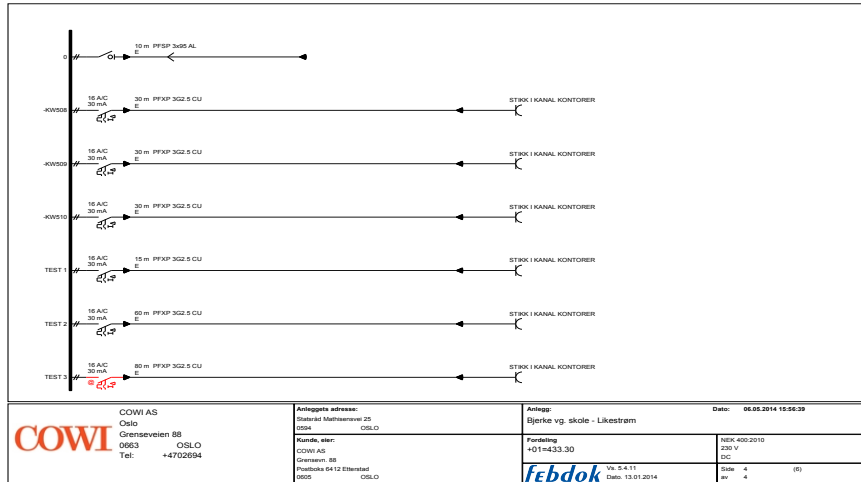 10 m PFSP 3x95 AL
0 E
16 A/C 30 m PFXP 3G2.5 CU STIKK I KANAL KONTORER
-KW508 30 mA E
16 A/C 30 m PFXP 3G2.5 CU STIKK I KANAL KONTORER
-KW509 30 mA E
16 A/C 30 m PFXP 3G2.5 CU STIKK I KANAL KONTORER
-KW510 30 mA E
16 A/C 15 m PFXP 3G2.5 CU STIKK I KANAL KONTORER
TEST 1 30 mA E
16 A/C 60 m PFXP 3G2.5 CU STIKK I KANAL KONTORER
TEST 2 30 mA E
16 A/C 80 m PFXP 3G2.5 CU STIKK I KANAL KONTORER
TEST 3 30 mA E
@
COWI
COWI AS
Oslo
Grenseveien 88
0663 OSLO
Tel: +4702694
Anleggets adresse:
Statsråd Mathisensvei 25
0594 OSLO
Kunde, eier:
COWI AS
Grensevn. 88
Postboks 6412 Etterstad
0605 OSLO
Anlegg: Dato: 06.05.2014 15:56:39
Bjerke vg. skole - Likestrøm
Fordeling
+01=433.30
NEK 400:2010
230 V
DC
febdok
Vs. 5.4.11
Dato. 13.01.2014
Side 4 (6)
av 4